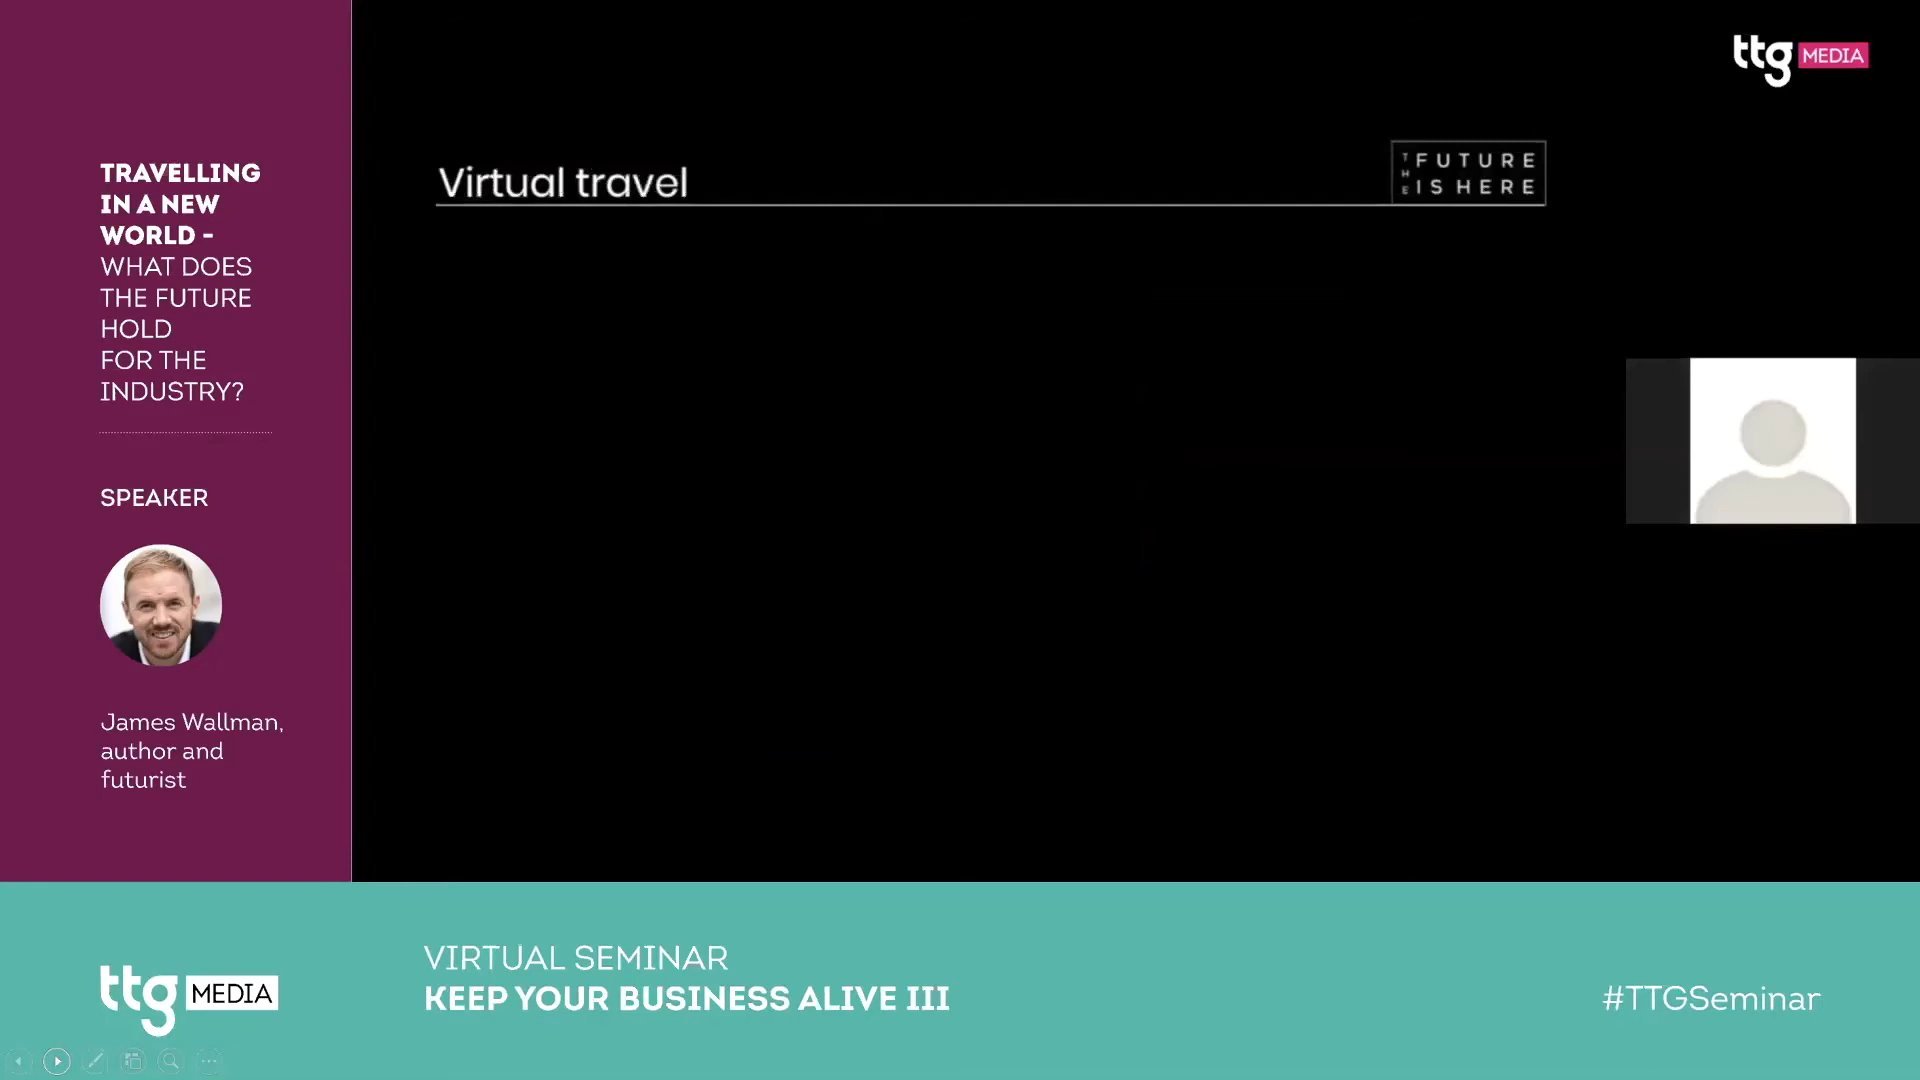 TRAVELLING
IN A NEW
WORLD -
WHAT DOES
THE FUTURE
HOLD
FOR THE
INDUSTRY?
SPEAKER
James Wallman,
author and
futurist
ttg MEDIA
Virtual travel
THE FUTURE
IS HERE
ttg MEDIA
VIRTUAL SEMINAR
KEEP YOUR BUSINESS ALIVE III
#TTGSeminar